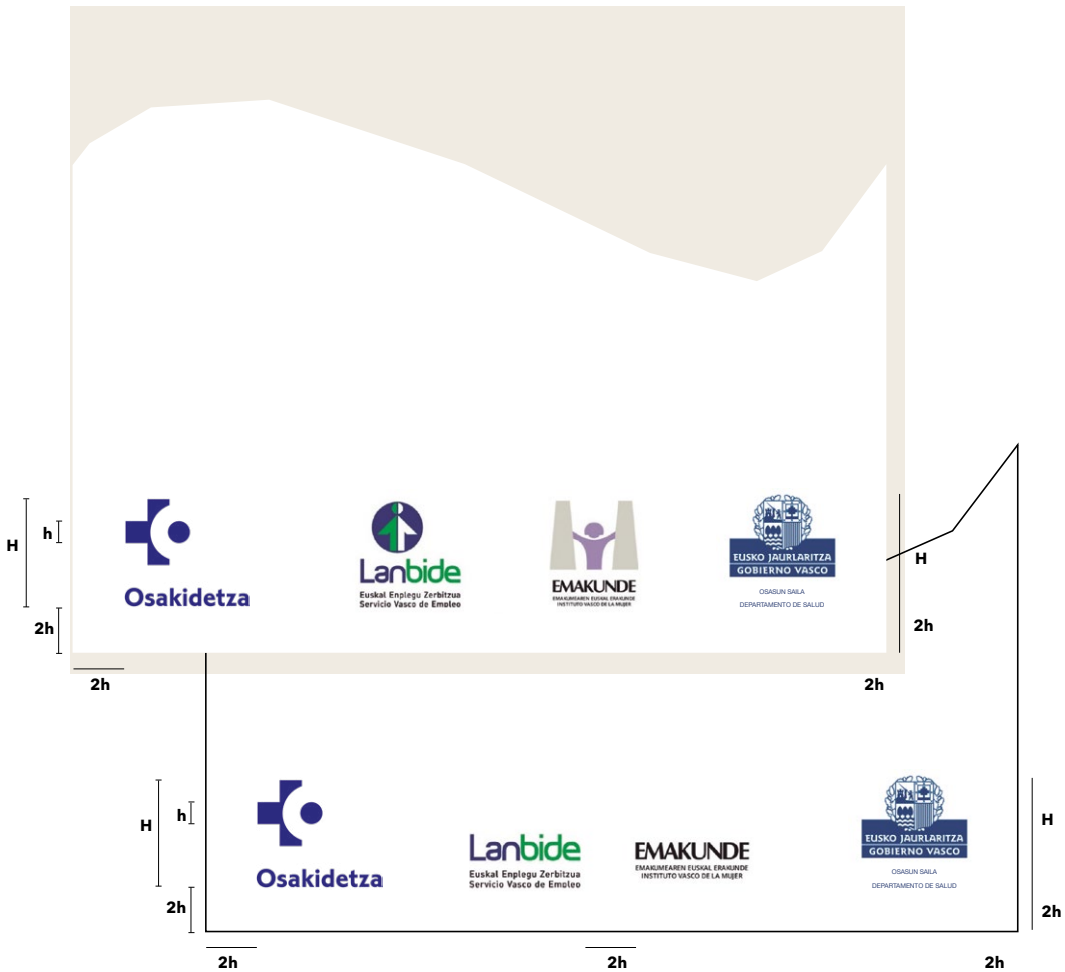 H
h
2h
2h
Osakidetza
Lanbide
Euskal Enplegu Zerbitzua
Servicio Vasco de Empleo
EMAKUNDE
EMAKUMEAREN EUSKAL ERAKUNDE
INSTITUTO VASCO DE LA MUJER
EUSKO JAURLARITZA
GOBIERNO VASCO
OSASUN SAILA
DEPARTAMENTO DE SALUD
H
2h
2h
H
h
2h
2h
Osakidetza
Lanbide
Euskal Enplegu Zerbitzua
Servicio Vasco de Empleo
EMAKUNDE
EMAKUMEAREN EUSKAL ERAKUNDE
INSTITUTO VASCO DE LA MUJER
2h
EUSKO JAURLARITZA
GOBIERNO VASCO
OSASUN SAILA
DEPARTAMENTO DE SALUD
H
2h
2h